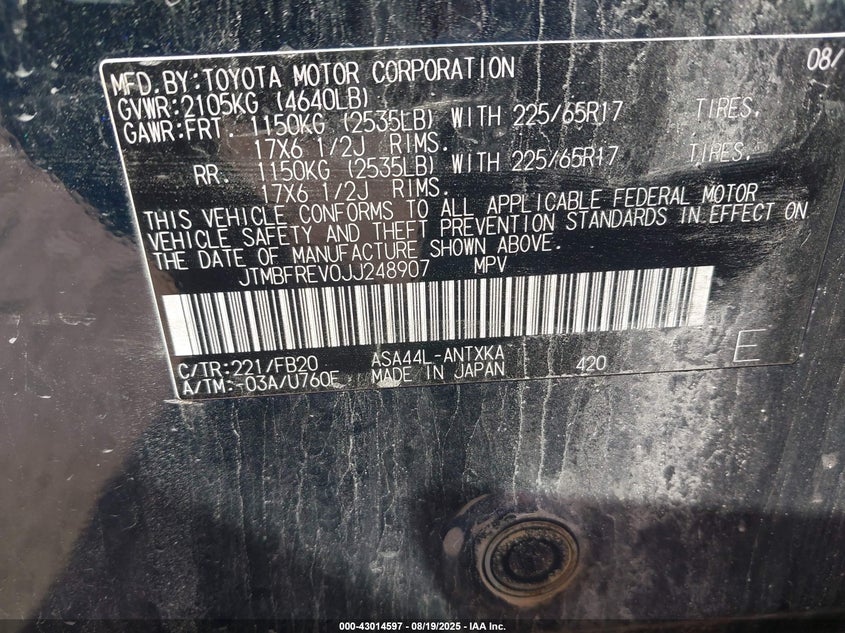 MFD.BY:TOYOTA MOTOR CORPORATION 08/
GVWR:2105KG (4640LB)
GAWR:FRT. 1150KG (2535LB) WITH 225/65R17 TIRES.
17X6 1/2J RIMS.
RR. 1150KG (2535LB) WITH 225/65R17 TIRES.
17X6 1/2J RIMS.
THIS VEHICLE CONFORMS TO ALL APPLICABLE FEDERAL MOTOR
VEHICLE SAFETY AND THEFT PREVENTION STANDARDS IN EFFECT ON
THE DATE OF MANUFACTURE SHOWN ABOVE.
JTMBFREV0JJ248907 MPV
C/TR:221/FB20 ASA44L-ANTXKA
A/TM:-03A/U760E MADE IN JAPAN 420 E
000-43014597 - 08/19/2025 - IAA Inc.